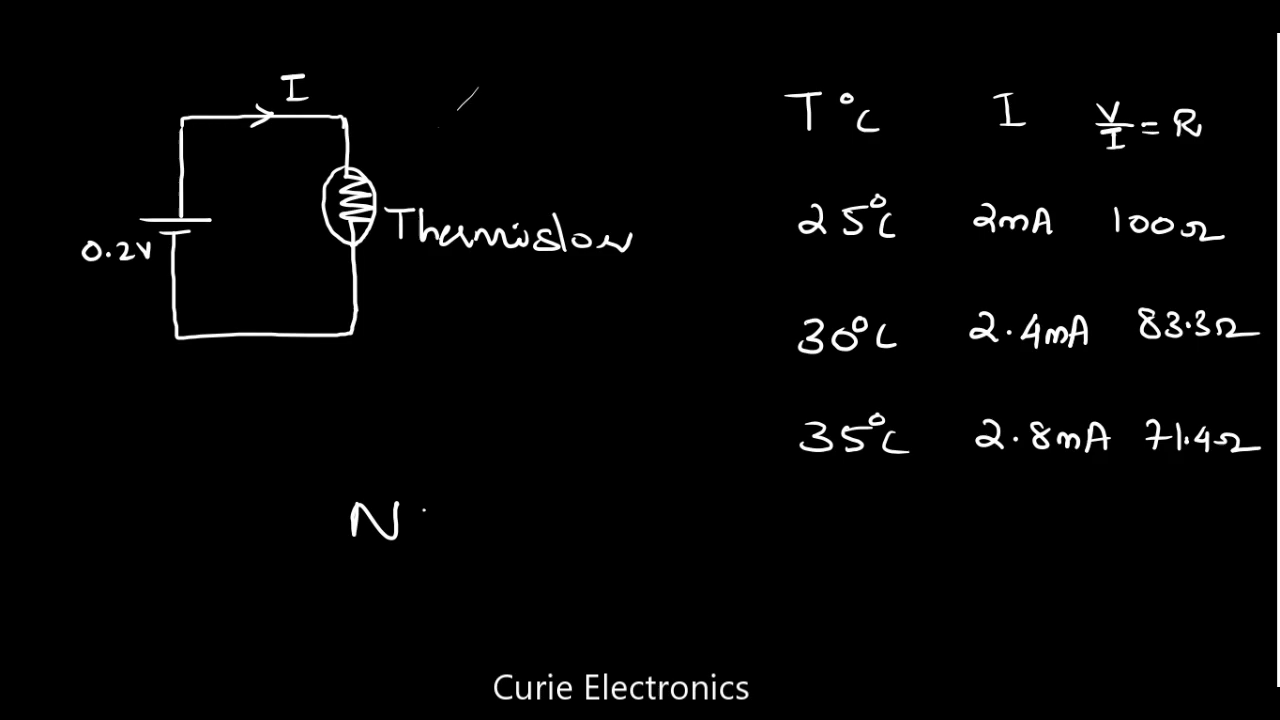 I
0.2V
Thermistor
T°C I V/I = R
25°C 2mA 100Ω
30°C 2.4mA 83.3Ω
35°C 2.8mA 71.4Ω
N
Curie Electronics